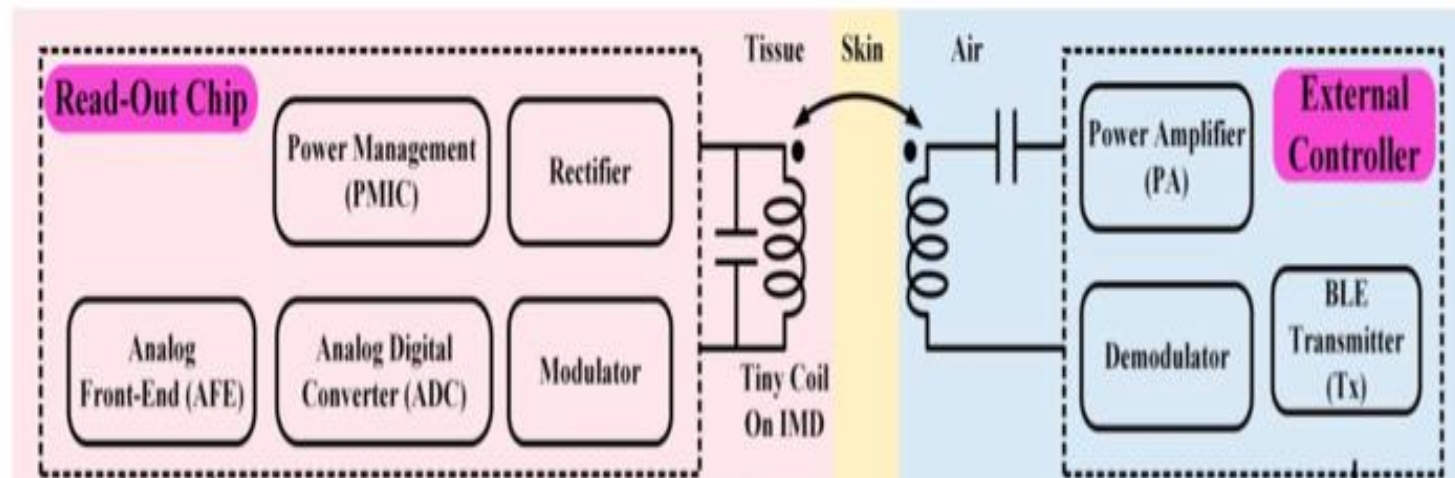 Read-Out Chip
Power Management
(PMIC)
Rectifier
Analog
Front-End (AFE)
Analog Digital
Converter (ADC)
Modulator
Tissue
Skin
Air
Tiny Coil
On IMD
Power Amplifier
(PA)
External
Controller
Demodulator
BLE
Transmitter
(Tx)